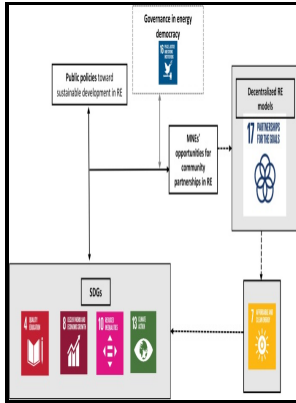 Governance in energy
democracy
16
Public policies toward
sustainable development in RE
Decentralized RE
models
17 PARTNERSHIPS
FOR THE GOALS
MNEs'
opportunities for
community
partnerships in RE
SDGs
4 QUALITY
EDUCATION
8 DECENT WORK AND
ECONOMIC GROWTH
10 REDUCED
INEQUALITIES
13 CLIMATE
ACTION
7 AFFORDABLE AND
CLEAN ENERGY